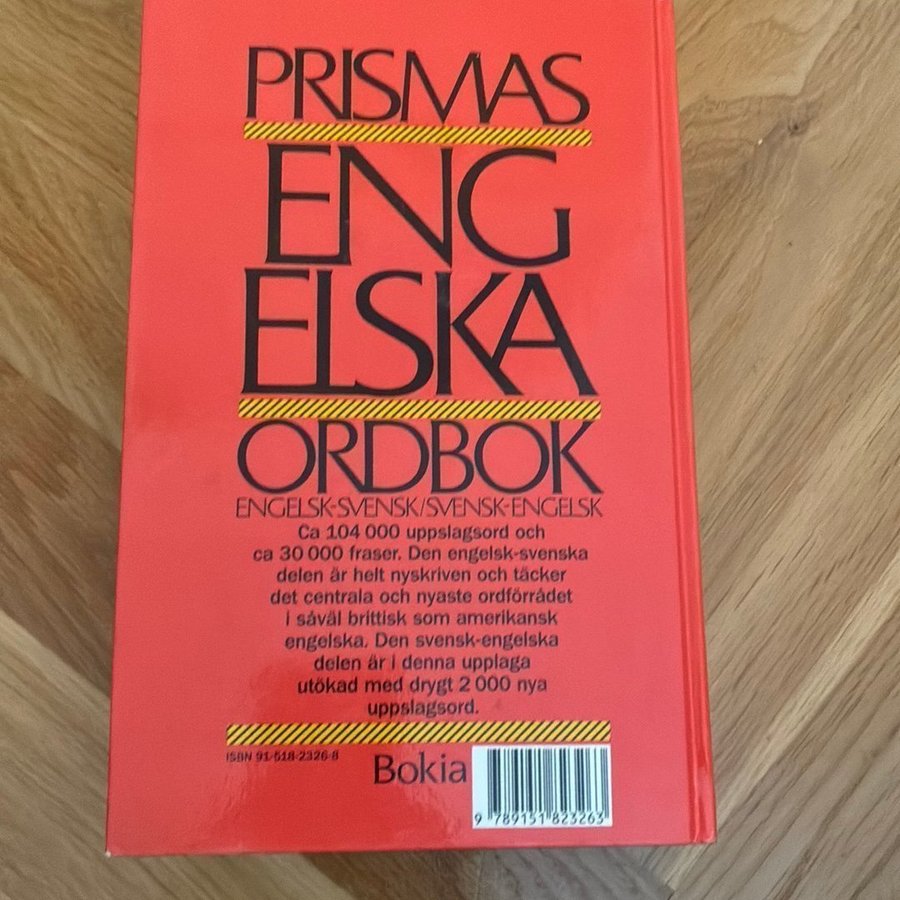 PRISMAS
ENG
ELSKA
ORDBOK
ENGELSK-SVENSK/SVENSK-ENGELSK
Ca 104 000 uppslagsord och
ca 30 000 fraser. Den engelsk-svenska
delen är helt nyskriven och täcker
det centrala och nyaste ordförrådet
i såväl brittisk som amerikansk
engelska. Den svensk-engelska
delen är i denna upplaga
utökad med drygt 2 000 nya
uppslagsord.
ISBN 91-518-2326-8
Bokia
9 789151 823263